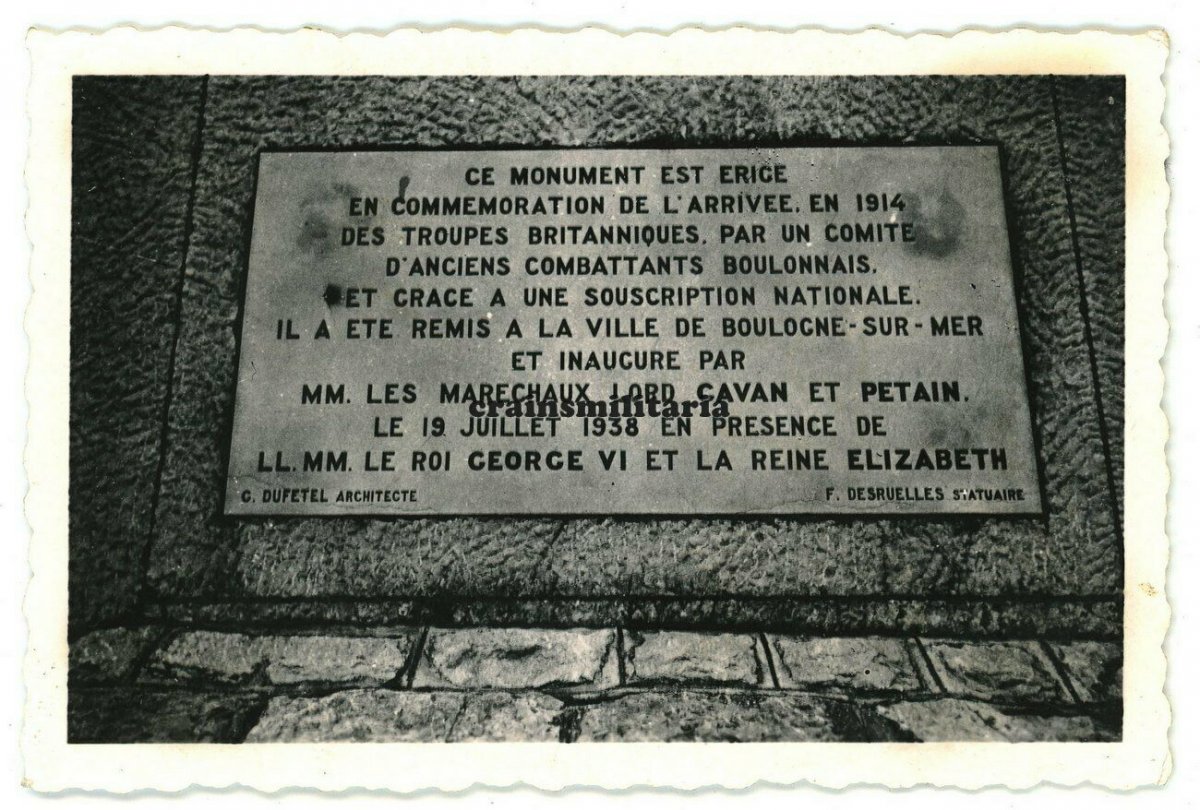 CE MONUMENT EST ERIGE
EN COMMEMORATION DE L'ARRIVEE. EN 1914
DES TROUPES BRITANNIQUES. PAR UN COMITE
D'ANCIENS COMBATTANTS BOULONNAIS.
ET GRACE A UNE SOUSCRIPTION NATIONALE.
IL A ETE REMIS A LA VILLE DE BOULOGNE-SUR-MER
ET INAUGURE PAR
MM. LES MARECHAUX LORD CAVAN ET PETAIN.
crainsmilitaria
LE 19 JUILLET 1938 EN PRESENCE DE
LL. MM. LE ROI GEORGE VI ET LA REINE ELIZABETH
G. DUFETEL ARCHITECTE
F. DESRUELLES STATUAIRE